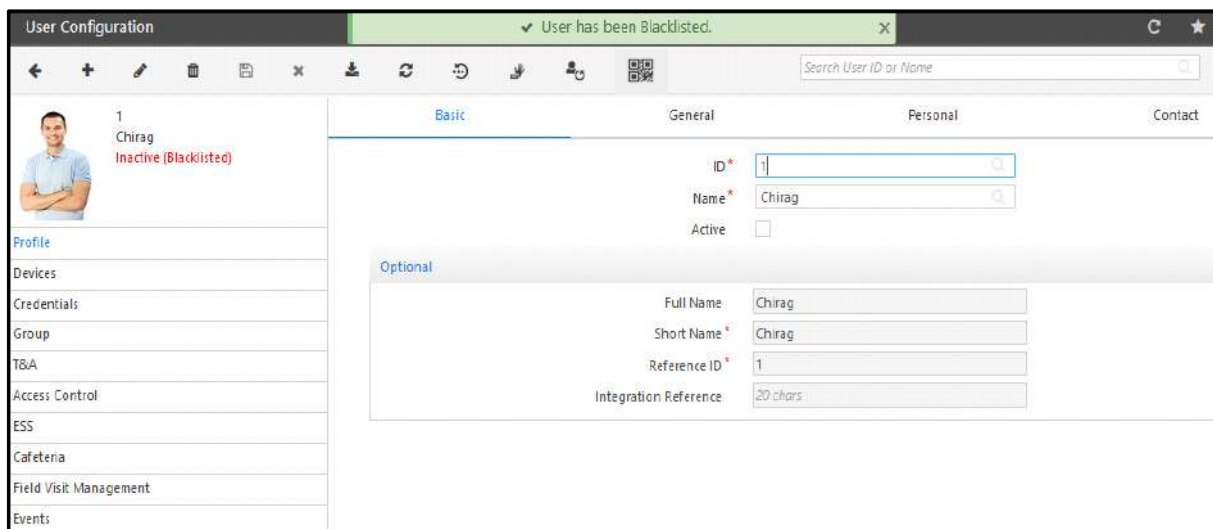 User Configuration
✔ User has been Blacklisted.
Search User ID or Name
1
Chirag
Inactive (Blacklisted)
Profile
Devices
Credentials
Group
T&A
Access Control
ESS
Cafeteria
Field Visit Management
Events
Basic General Personal Contact
ID* 1
Name* Chirag
Active
Optional
Full Name Chirag
Short Name* Chirag
Reference ID* 1
Integration Reference 20 chars